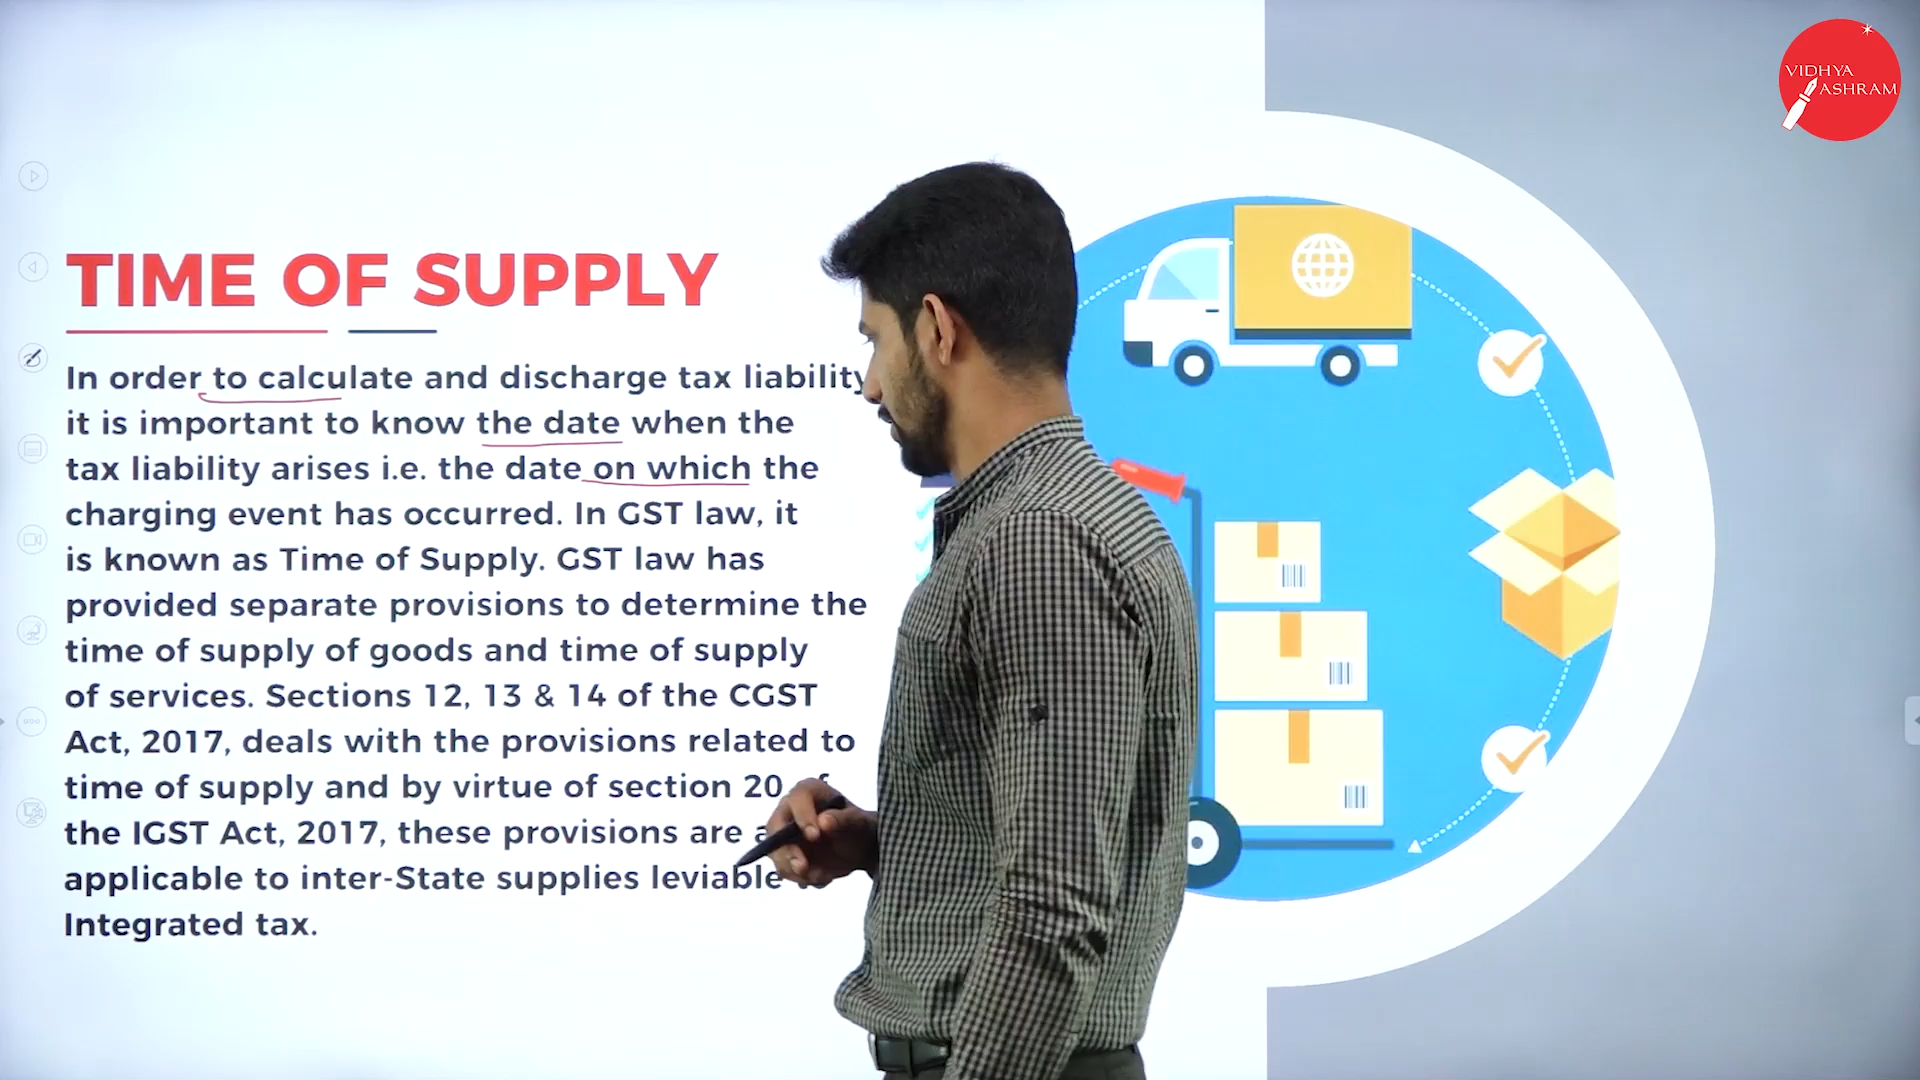 VIDHYA
ASHRAM
TIME OF SUPPLY
In order to calculate and discharge tax liability
it is important to know the date when the
tax liability arises i.e. the date on which the
charging event has occurred. In GST law, it
is known as Time of Supply. GST law has
provided separate provisions to determine the
time of supply of goods and time of supply
of services. Sections 12, 13 & 14 of the CGST
Act, 2017, deals with the provisions related to
time of supply and by virtue of section 20
the IGST Act, 2017, these provisions are
applicable to inter-State supplies leviable
Integrated tax.